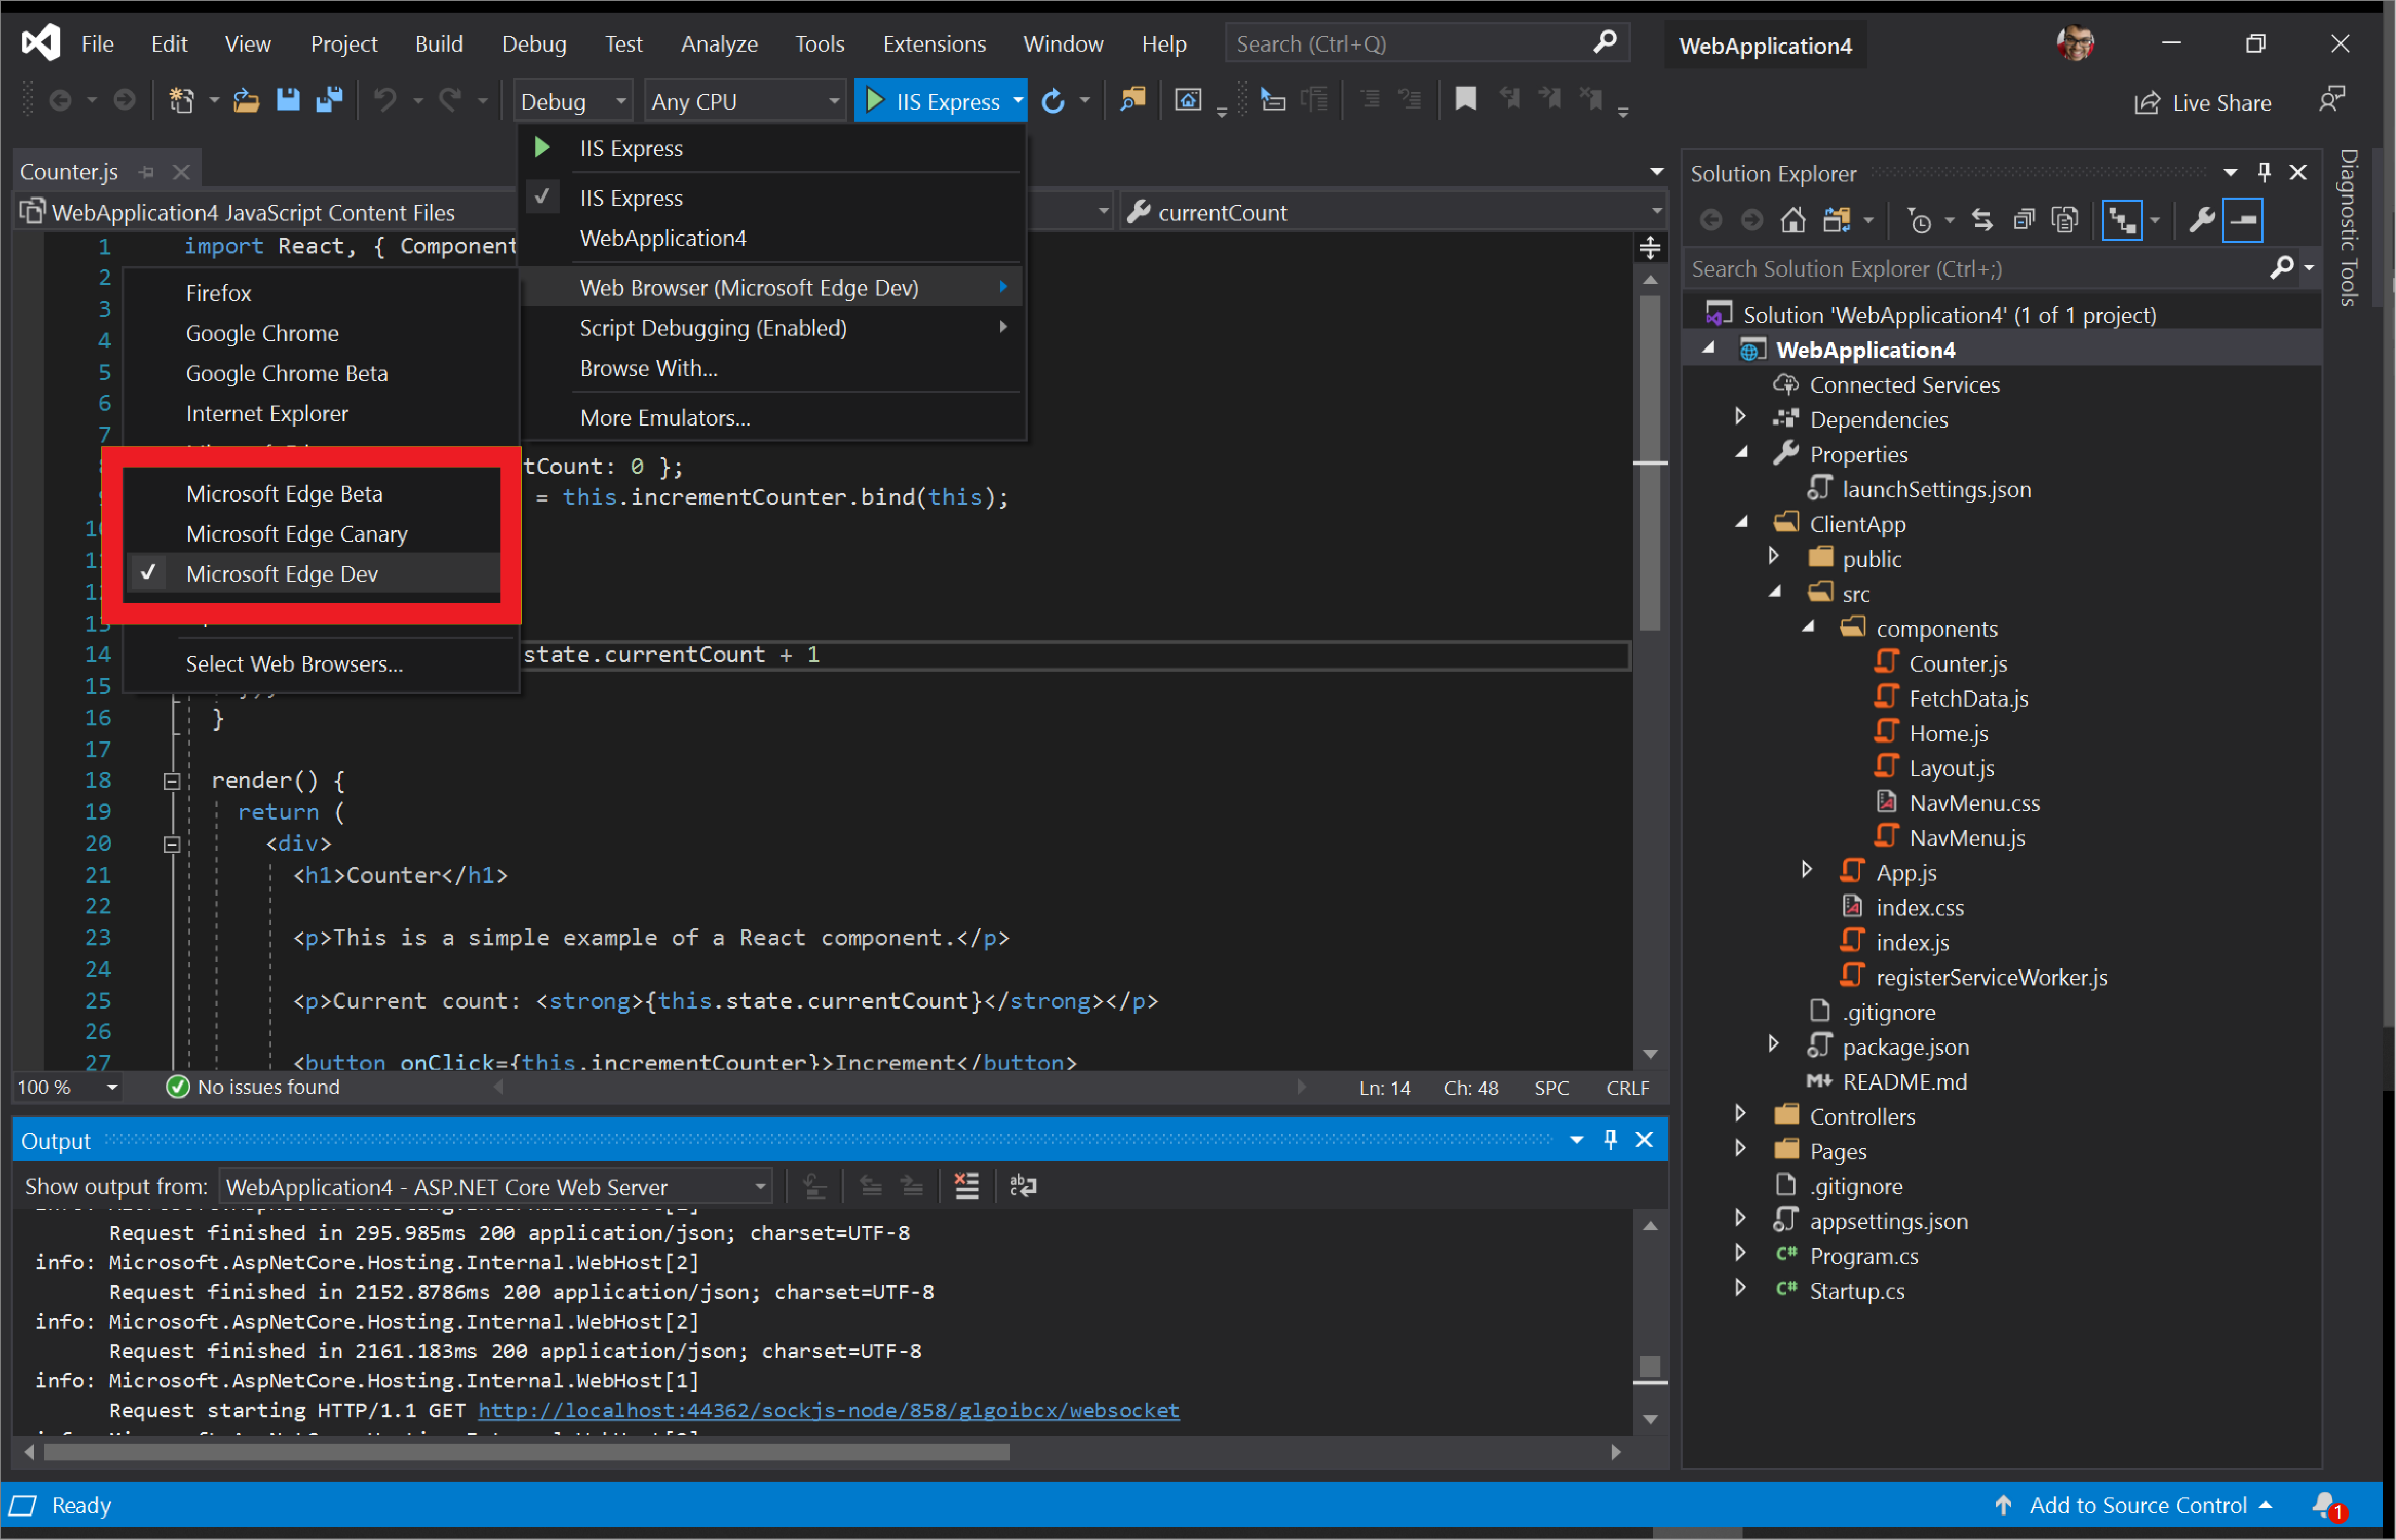 File Edit View Project Build Debug Test Analyze Tools Extensions Window Help Search (Ctrl+Q) WebApplication4
Debug Any CPU IIS Express Live Share
IIS Express
IIS Express
WebApplication4
Web Browser (Microsoft Edge Dev)
Script Debugging (Enabled)
Browse With...
More Emulators...
Firefox
Google Chrome
Google Chrome Beta
Internet Explorer
Microsoft Edge Beta
Microsoft Edge Canary
Microsoft Edge Dev
Select Web Browsers...
Counter.js
WebApplication4 JavaScript Content Files currentCount
1 import React, { Component
2
3
4
5
6
7
tCount: 0 };
= this.incrementCounter.bind(this);
14 state.currentCount + 1
15
16 }
17
18 render() {
19 return (
20 <div>
21 <h1>Counter</h1>
22
23 <p>This is a simple example of a React component.</p>
24
25 <p>Current count: <strong>{this.state.currentCount}</strong></p>
26
27 <button onClick={this.incrementCounter}>Increment</button>
100 % No issues found Ln: 14 Ch: 48 SPC CRLF
Output
Show output from: WebApplication4 - ASP.NET Core Web Server
Request finished in 295.985ms 200 application/json; charset=UTF-8
info: Microsoft.AspNetCore.Hosting.Internal.WebHost[2]
Request finished in 2152.8786ms 200 application/json; charset=UTF-8
info: Microsoft.AspNetCore.Hosting.Internal.WebHost[2]
Request finished in 2161.183ms 200 application/json; charset=UTF-8
info: Microsoft.AspNetCore.Hosting.Internal.WebHost[1]
Request starting HTTP/1.1 GET http://localhost:44362/sockjs-node/858/glgoibcx/websocket
Solution Explorer
Search Solution Explorer (Ctrl+;)
Solution 'WebApplication4' (1 of 1 project)
WebApplication4
Connected Services
Dependencies
Properties
launchSettings.json
ClientApp
public
src
components
Counter.js
FetchData.js
Home.js
Layout.js
NavMenu.css
NavMenu.js
App.js
index.css
index.js
registerServiceWorker.js
.gitignore
package.json
README.md
Controllers
Pages
.gitignore
appsettings.json
Program.cs
Startup.cs
Diagnostic Tools
Ready Add to Source Control 1